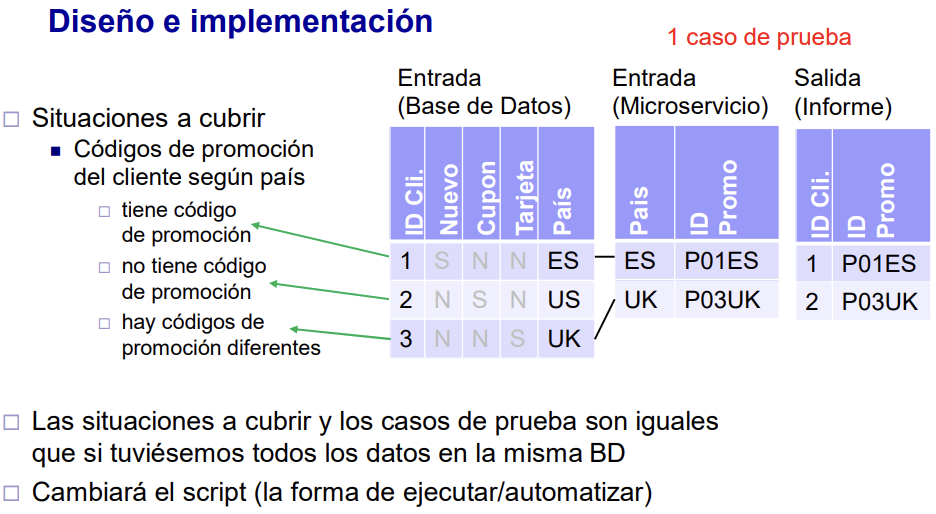 Diseño e implementación
1 caso de prueba
Situaciones a cubrir
Códigos de promoción
del cliente según país
tiene código
de promoción
no tiene código
de promoción
hay códigos de
promoción diferentes
Entrada
(Base de Datos)
ID Cli. Nuevo Cupon Tarjeta País
1 S N N ES
2 N S N US
3 N N S UK
Entrada
(Microservicio)
Pais ID Promo
ES P01ES
UK P03UK
Salida
(Informe)
ID Cli. ID Promo
1 P01ES
2 P03UK
Las situaciones a cubrir y los casos de prueba son iguales
que si tuviésemos todos los datos en la misma BD
Cambiará el script (la forma de ejecutar/automatizar)